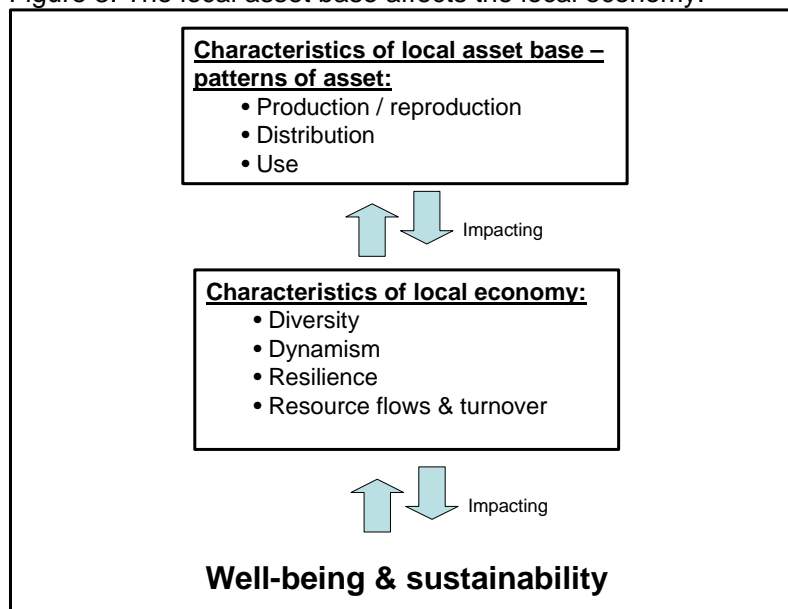 Figure The local asset base affects the local economy.
Characteristics of local asset base –
patterns of asset:
• Production / reproduction
• Distribution
• Use
Impacting
Characteristics of local economy:
• Diversity
• Dynamism
• Resilience
• Resource flows & turnover
Impacting
Well-being & sustainability